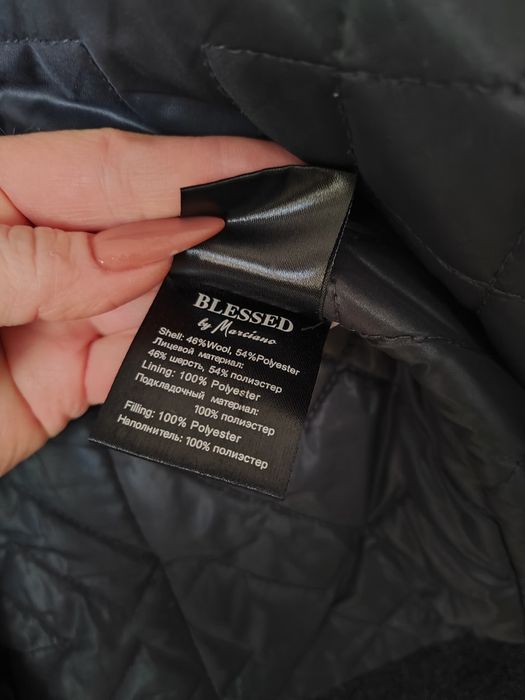 BLESSED
by Marciano
Shell: 46%Wool, 54%Polyester
Лицевой материал:
46% шерсть, 54% полиэстер
Lining: 100% Polyester
Подкладочный материал:
100% полиэстер
Filling: 100% Polyester
Наполнитель: 100% полиэстер